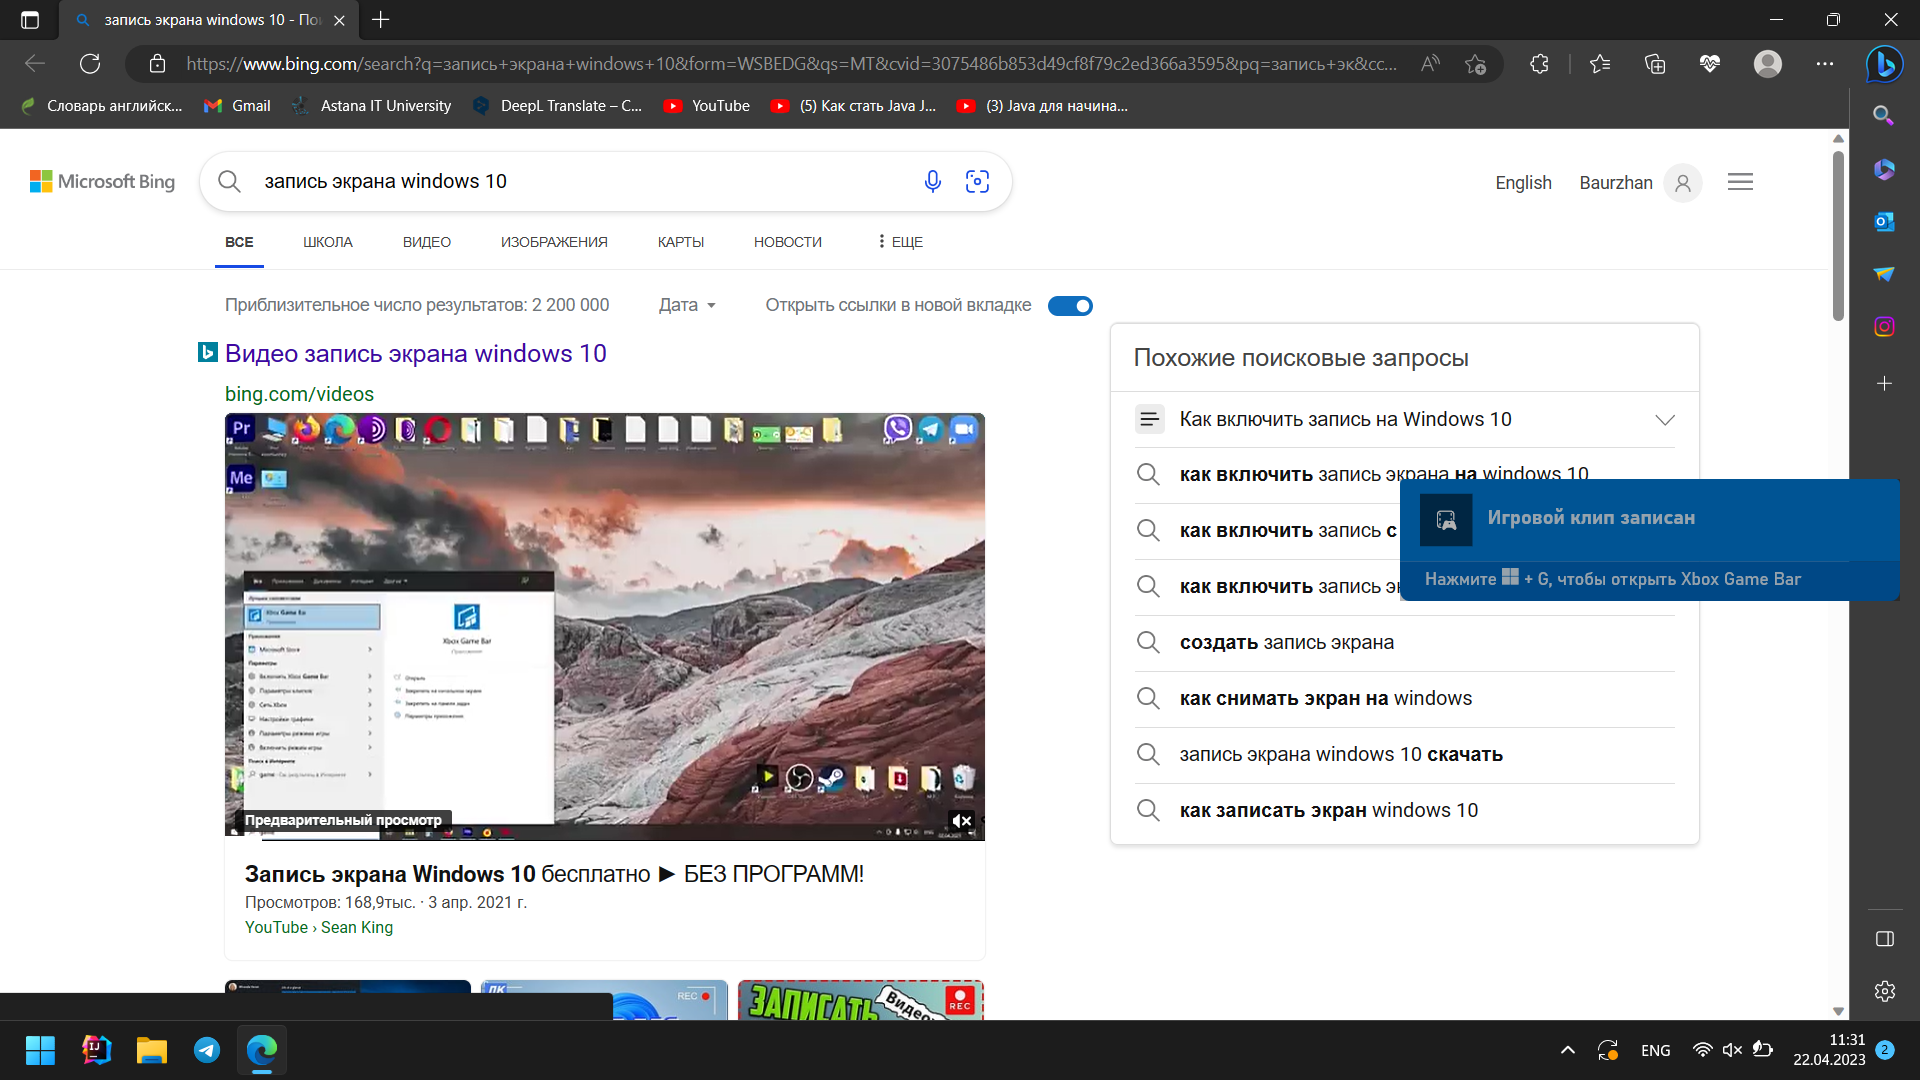 запись экрана windows 10 - По
https://www.bing.com/search?q=запись+экрана+windows+10&form=WSBEDG&qs=MT&cvid=3075486b853d49cf8f79c2ed366a3595&pq=запись+эк&cc...
Словарь английск...
Gmail
Astana IT University
DeepL Translate – C...
YouTube
(5) Как стать Java J...
(3) Java для начина...
Microsoft Bing
запись экрана windows 10
English
Baurzhan
ВСЕ
ШКОЛА
ВИДЕО
ИЗОБРАЖЕНИЯ
КАРТЫ
НОВОСТИ
ЕЩЕ
Приблизительное число результатов: 2 200 000
Дата
Открыть ссылки в новой вкладке
Видео запись экрана windows 10
bing.com/videos
Pr
Me
Xbox Game Bar
Предварительный просмотр
Запись экрана Windows 10 бесплатно ► БЕЗ ПРОГРАММ!
Просмотров: 168,9тыс. · 3 апр. 2021 г.
YouTube › Sean King
ПК
REC
ЗАПИСАТЬ
Видео
REC
Похожие поисковые запросы
Как включить запись на Windows 10
как включить запись экрана на windows 10
как включить запись с
как включить запись
создать запись экрана
как снимать экран на windows
запись экрана windows 10 скачать
как записать экран windows 10
Игровой клип записан
Нажмите + G, чтобы открыть Xbox Game Bar
ENG
11:31
22.04.2023
2